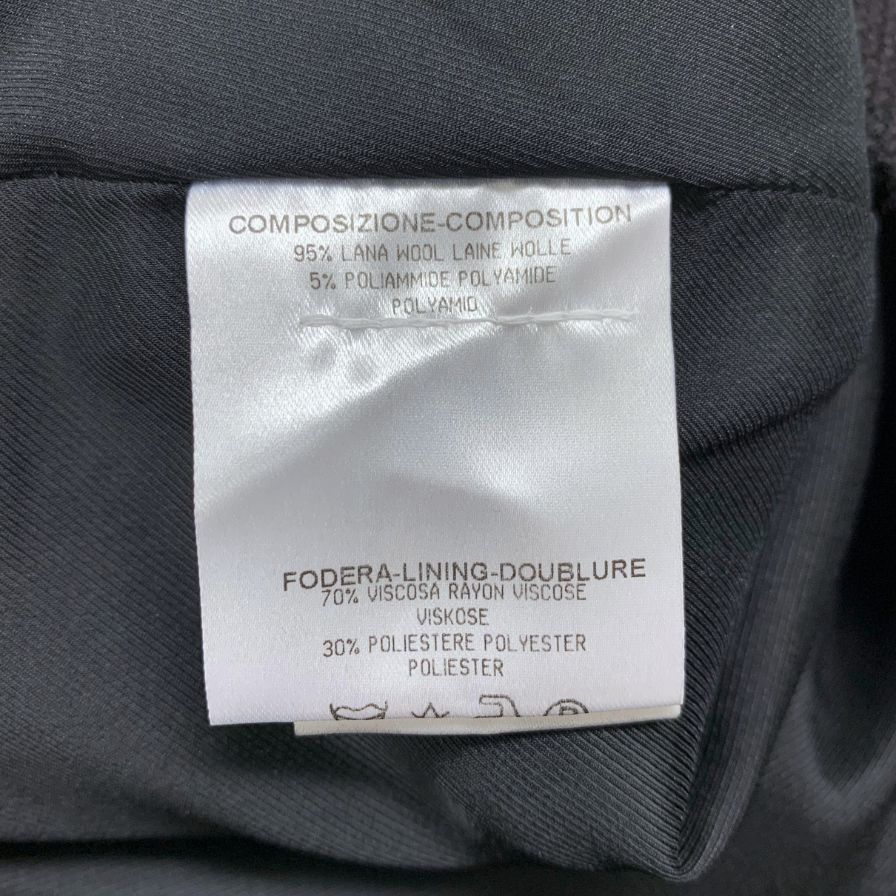 COMPOSIZIONE-COMPOSITION
95% LANA WOOL LAINE WOLLE
5% POLIAMMIDE POLYAMIDE
POLYAMID
FODERA-LINING-DOUBLURE
70% VISCOSA RAYON VISCOSE
VISKOSE
30% POLIESTERE POLYESTER
POLIESTER